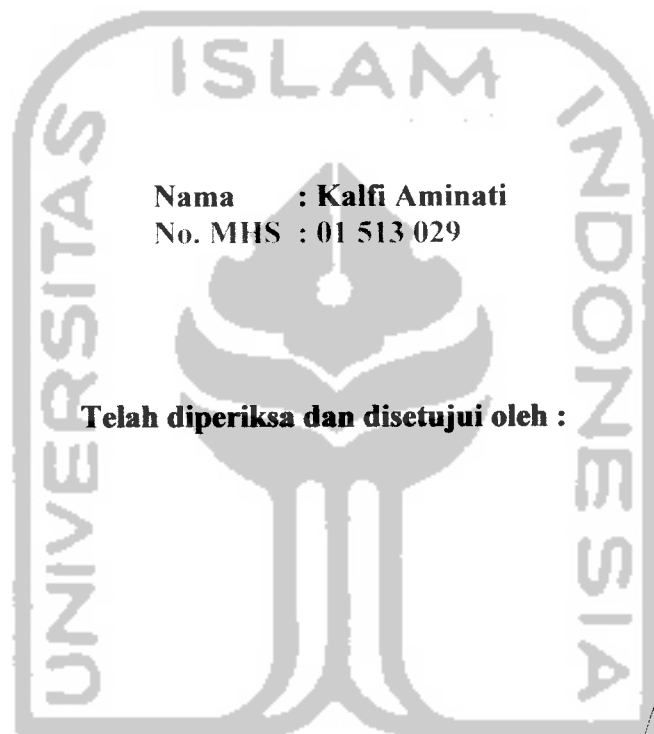 UNIVERSITAS ISLAM INDONESIA
Nama : Kalfi Aminati
No. MHS : 01 513 029
Telah diperiksa dan disetujui oleh :